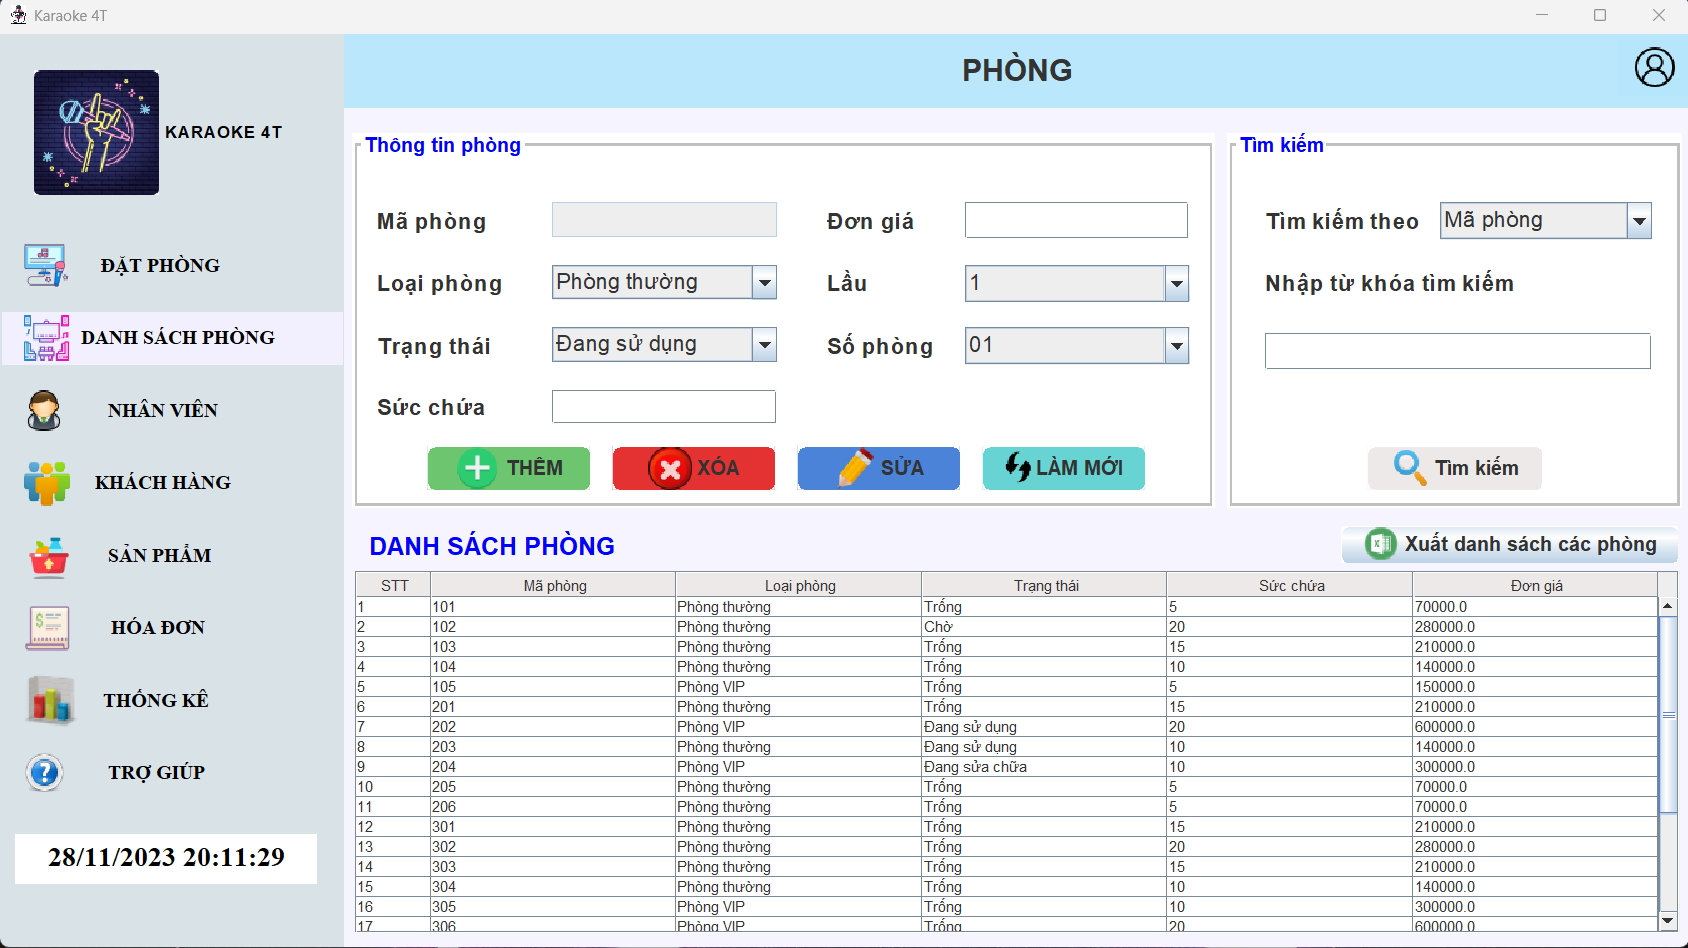 Karaoke 4T
KARAOKE 4T
ĐẶT PHÒNG
DANH SÁCH PHÒNG
NHÂN VIÊN
KHÁCH HÀNG
SẢN PHẨM
HÓA ĐƠN
THỐNG KÊ
TRỢ GIÚP
28/11/2023 20:11:29
PHÒNG
Thông tin phòng
Mã phòng
Đơn giá
Loại phòng Phòng thường
Lầu 1
Trạng thái Đang sử dụng
Số phòng 01
Sức chứa
THÊM XÓA SỬA LÀM MỚI
Tìm kiếm
Tìm kiếm theo Mã phòng
Nhập từ khóa tìm kiếm
Tìm kiếm
DANH SÁCH PHÒNG
Xuất danh sách các phòng
STT Mã phòng Loại phòng Trạng thái Sức chứa Đơn giá
1 101 Phòng thường Trống 5 70000.0
2 102 Phòng thường Chờ 20 280000.0
3 103 Phòng thường Trống 15 210000.0
4 104 Phòng thường Trống 10 140000.0
5 105 Phòng VIP Trống 5 150000.0
6 201 Phòng thường Trống 15 210000.0
7 202 Phòng VIP Đang sử dụng 20 600000.0
8 203 Phòng thường Đang sử dụng 10 140000.0
9 204 Phòng VIP Đang sửa chữa 10 300000.0
10 205 Phòng thường Trống 5 70000.0
11 206 Phòng thường Trống 5 70000.0
12 301 Phòng thường Trống 15 210000.0
13 302 Phòng thường Trống 20 280000.0
14 303 Phòng thường Trống 15 210000.0
15 304 Phòng thường Trống 10 140000.0
16 305 Phòng VIP Trống 10 300000.0
17 306 Phòng VIP Trống 20 600000.0